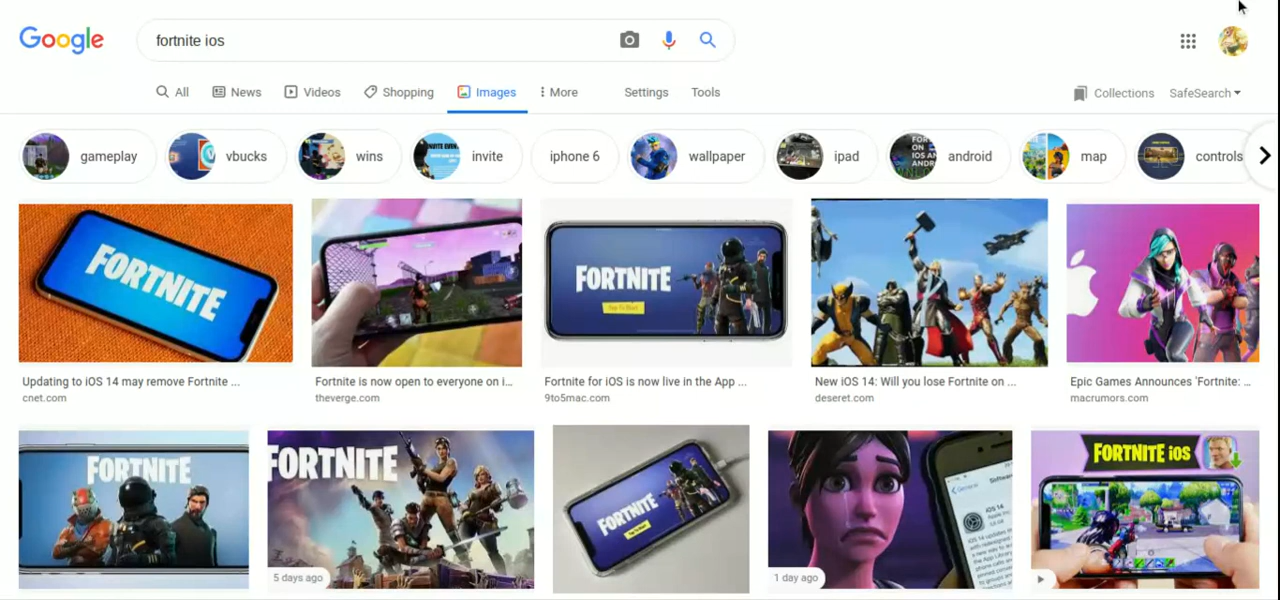 Google
fortnite ios
All
News
Videos
Shopping
Images
More
Settings
Tools
Collections
SafeSearch
gameplay
vbucks
wins
invite
iphone 6
wallpaper
ipad
android
map
controls
FORTNITE
FORTNITE
Updating to iOS 14 may remove Fortnite ...
cnet.com
Fortnite is now open to everyone on i...
theverge.com
Fortnite for iOS is now live in the App ...
9to5mac.com
New iOS 14: Will you lose Fortnite on ...
deseret.com
Epic Games Announces 'Fortnite: ...
macrumors.com
FORTNITE
FORTNITE
5 days ago
FORTNITE
General
iOS 14
1 day ago
FORTNITE iOS